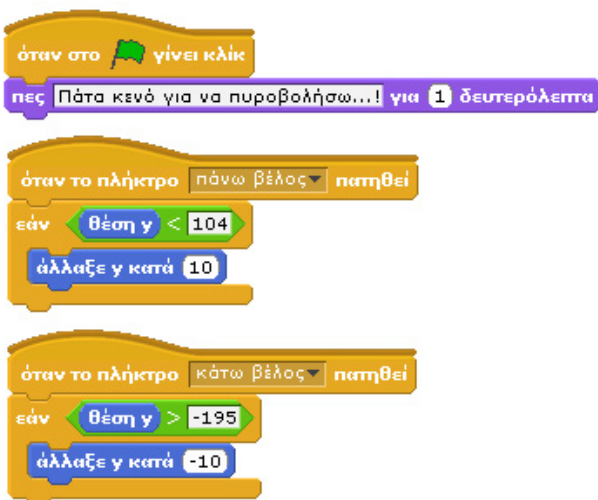 όταν στο γίνει κλίκ
πες Πάτα κενό για να πυροβολήσω...! για 1 δευτερόλεπτα
όταν το πλήκτρο πάνω βέλος πατηθεί
εάν θέση y < 104
άλλαξε y κατά 10
όταν το πλήκτρο κάτω βέλος πατηθεί
εάν θέση y > -195
άλλαξε y κατά -10